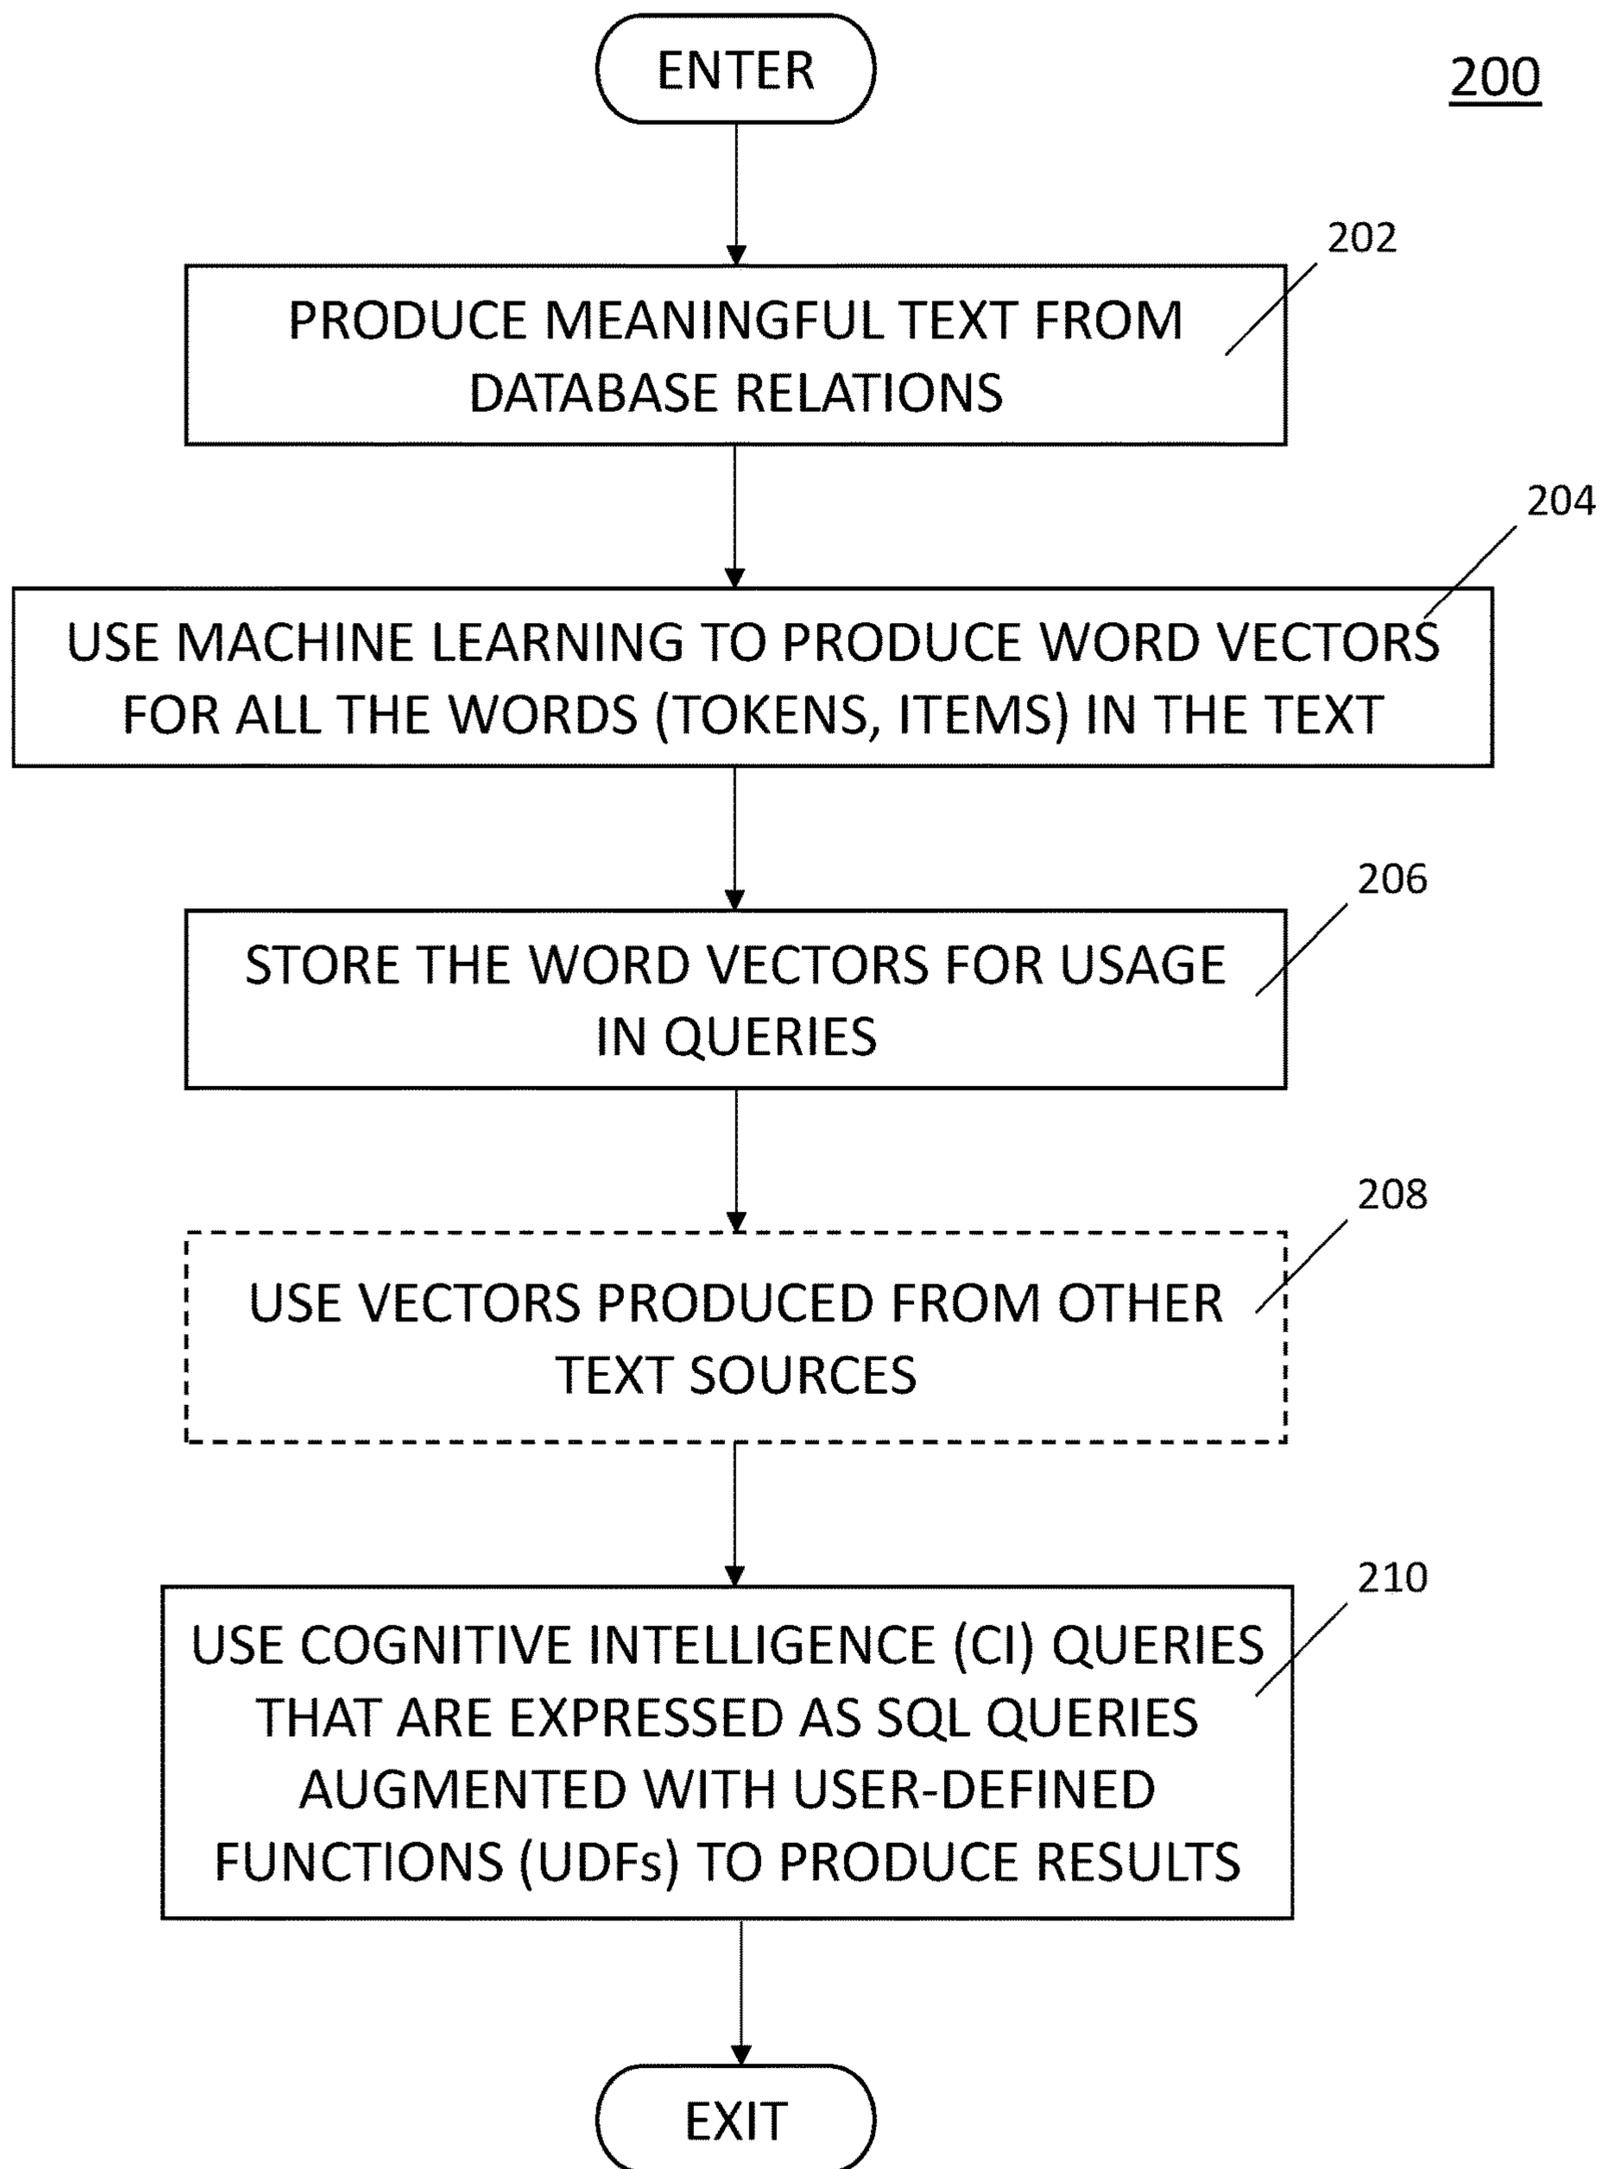 ENTER
200
202
PRODUCE MEANINGFUL TEXT FROM
DATABASE RELATIONS
204
USE MACHINE LEARNING TO PRODUCE WORD VECTORS
FOR ALL THE WORDS (TOKENS, ITEMS) IN THE TEXT
206
STORE THE WORD VECTORS FOR USAGE
IN QUERIES
208
USE VECTORS PRODUCED FROM OTHER
TEXT SOURCES
210
USE COGNITIVE INTELLIGENCE (CI) QUERIES
THAT ARE EXPRESSED AS SQL QUERIES
AUGMENTED WITH USER-DEFINED
FUNCTIONS (UDFs) TO PRODUCE RESULTS
EXIT